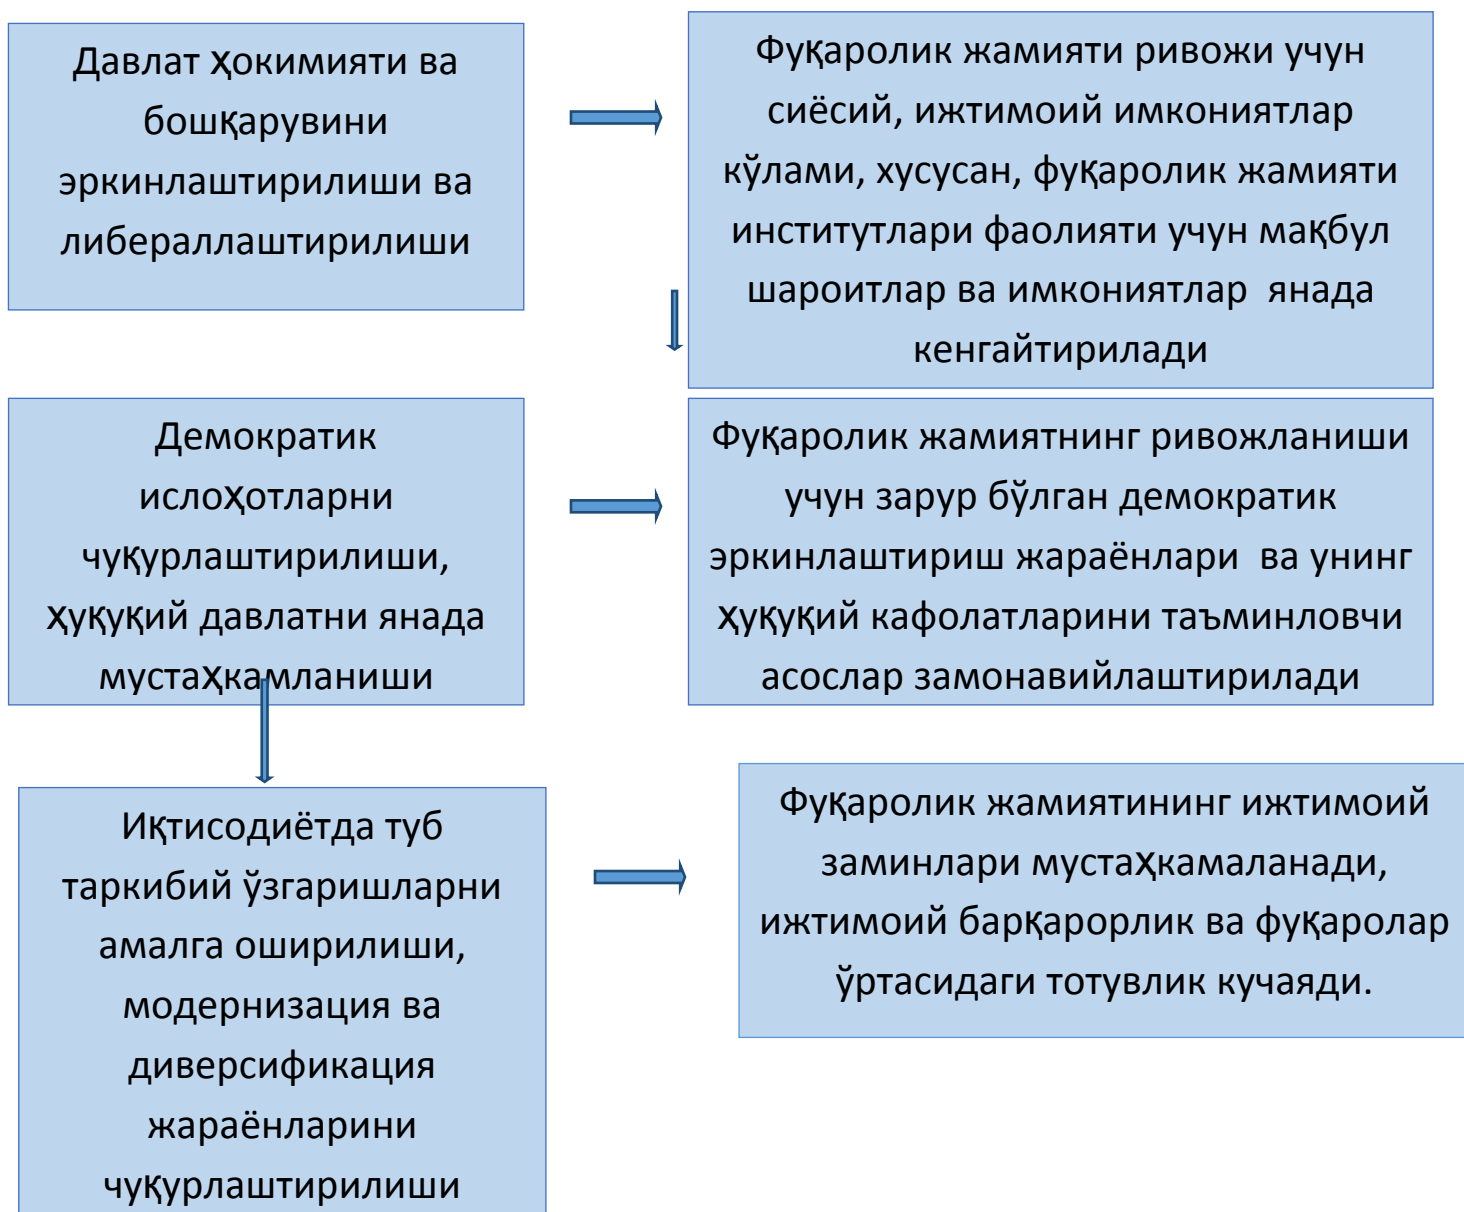 Давлат ҳокимияти ва
бошқарувини
эркинлаштирилиши ва
либераллаштирилиши
Фуқаролик жамияти ривожи учун
сиёсий, ижтимоий имкониятлар
кўлами, хусусан, фуқаролик жамияти
институтлари фаолияти учун мақбул
шароитлар ва имкониятлар янада
кенгайтирилади
Демократик
ислоҳотларни
чуқурлаштирилиши,
ҳуқуқий давлатни янада
мустаҳкамланиши
Фуқаролик жамиятнинг ривожланиши
учун зарур бўлган демократик
эркинлаштириш жараёнлари ва унинг
ҳуқуқий кафолатларини таъминловчи
асослар замонавийлаштирилади
Иқтисодиётда туб
таркибий ўзгаришларни
амалга оширилиши,
модернизация ва
диверсификация
жараёнларини
чуқурлаштирилиши
Фуқаролик жамиятининг ижтимоий
заминлари мустаҳкамаланади,
ижтимоий барқарорлик ва фуқаролар
ўртасидаги тотувлик кучаяди.